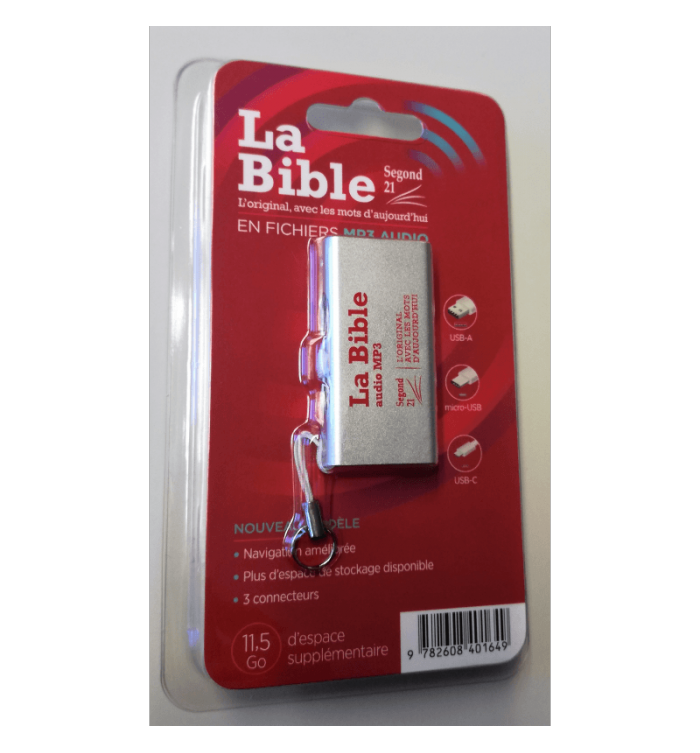 La
Bible
Segond
21
L'original, avec les mots d'aujourd'hui
EN FICHIERS MP3 AUDIO
La Bible
audio MP3
Segond
21
L'ORIGINAL
AVEC LES MOTS
D'AUJOURD'HUI
USB-A
micro-USB
USB-C
• Navigation améliorée
• Plus d'espace de stockage disponible
• 3 connecteurs
11,5
Go
d'espace
supplémentaire
9 782608 401649